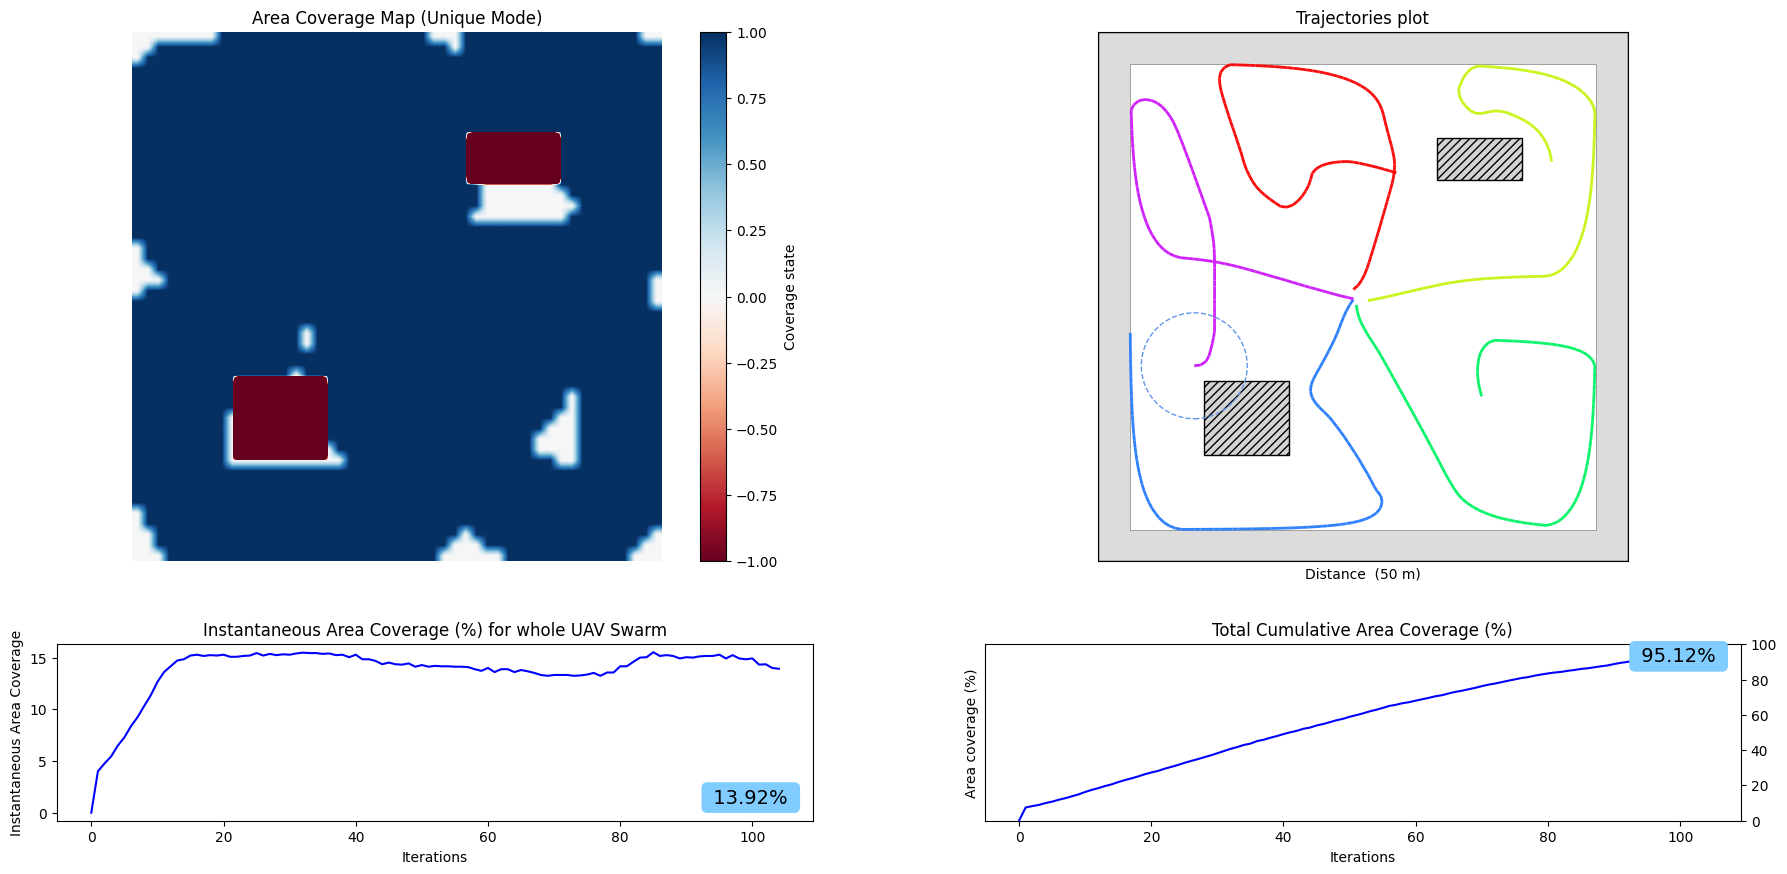 Area Coverage Map (Unique Mode)
1.00
0.75
0.50
0.25
0.00
−0.25
−0.50
−0.75
−1.00
Coverage state
Trajectories plot
Distance  (50 m)
Instantaneous Area Coverage (%) for whole UAV Swarm
Instantaneous Area Coverage
15
10
5
0
13.92%
0 20 40 60 80 100
Iterations
Total Cumulative Area Coverage (%)
Area coverage (%)
95.12%
100
80
60
40
20
0
0 20 40 60 80 100
Iterations